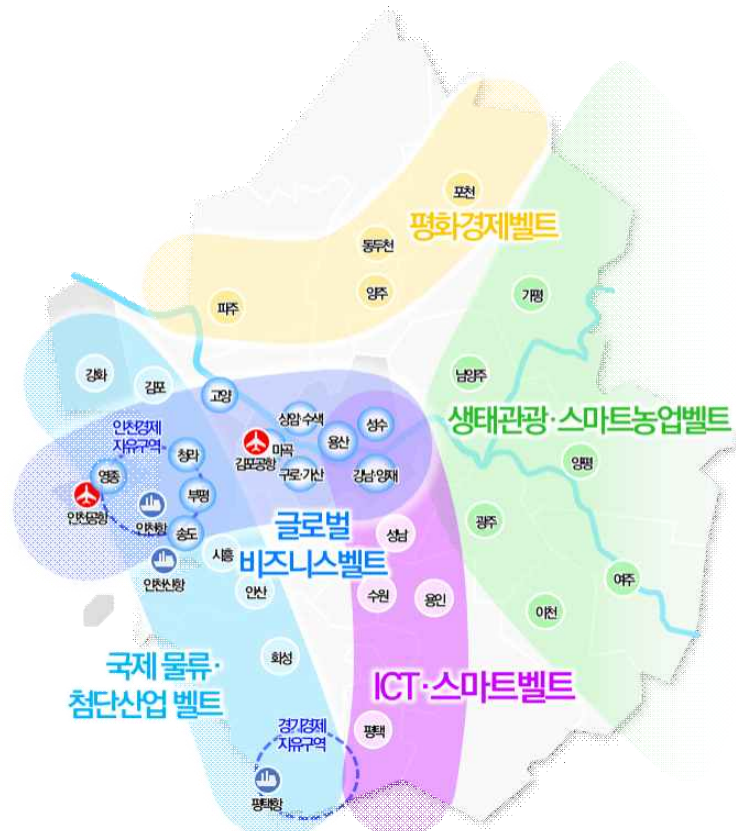 포천
평화경제벨트
동두천
양주
파주
가평
강화
김포
고양
남양주
상암·수색
성수
인천경제
자유구역
생태관광·스마트농업벨트
마곡
용산
김포공항
청라
구로·가산
강남·양재
양평
영종
부평
인천공항
인천항
송도
글로벌
비즈니스벨트
광주
성남
시흥
인천신항
안산
수원
용인
여주
이천
국제 물류·
첨단산업 벨트
화성
ICT·스마트벨트
경기경제
자유구역
평택
평택항